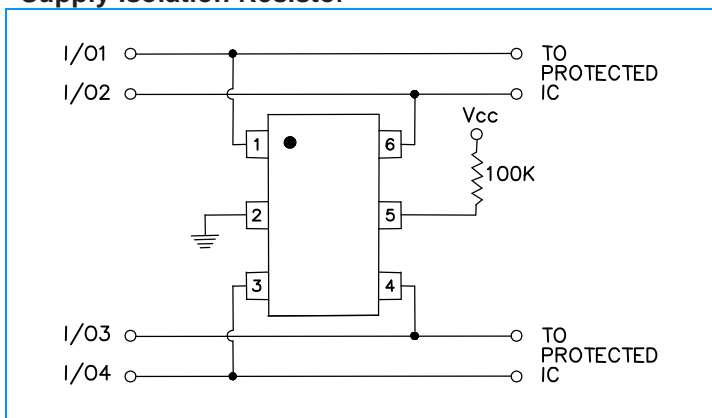 Supply Isolation Resistor
I/O1
TO
PROTECTED
I/O2
IC
Vcc
1
6
100K
2
5
3
4
I/O3
TO
PROTECTED
I/O4
IC